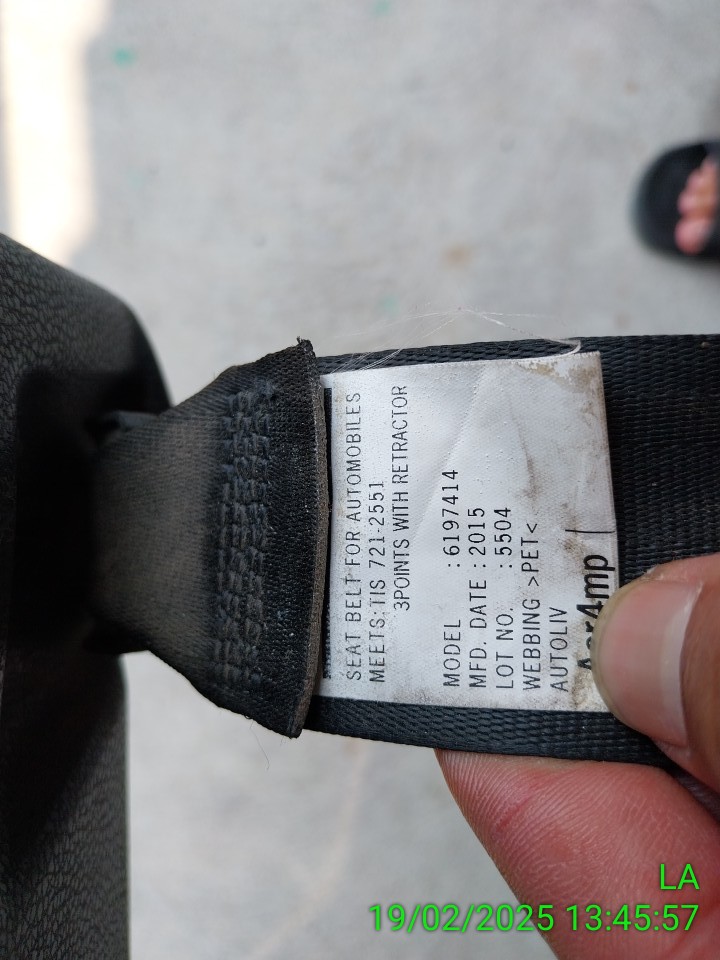 SEAT BELT FOR AUTOMOBILES
MEETS:TIS 721-2551
3POINTS WITH RETRACTOR
MODEL : 6197414
MFD. DATE : 2015
LOT NO. : 5504
WEBBING >PET<
AUTOLIV
LA
19/02/2025 13:45:57